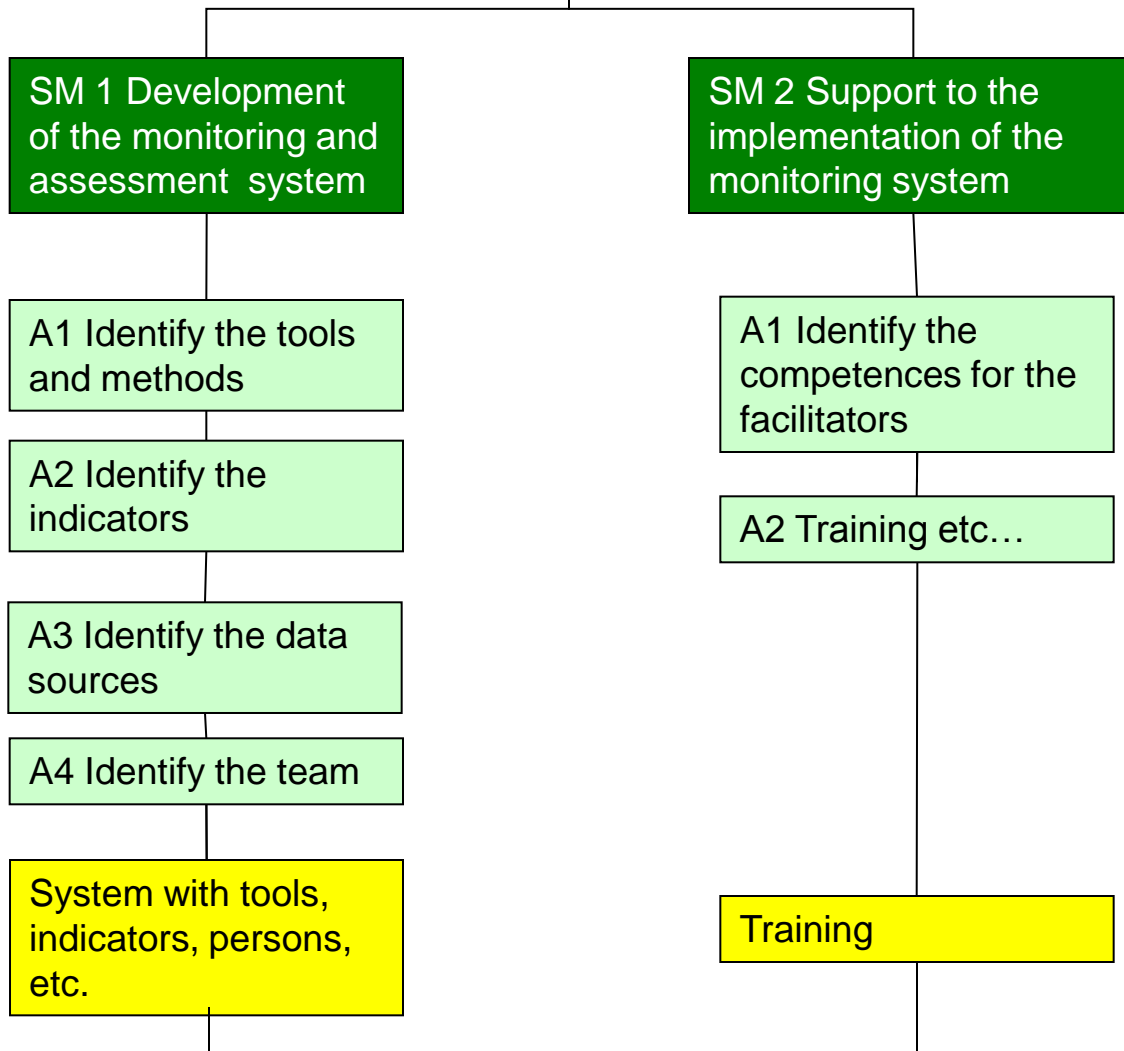 SM 1 Development
of the monitoring and
assessment system
A1 Identify the tools
and methods
A2 Identify the
indicators
A3 Identify the data
sources
A4 Identify the team
System with tools,
indicators, persons,
etc.
SM 2 Support to the
implementation of the
monitoring system
A1 Identify the
competences for the
facilitators
A2 Training etc…
Training